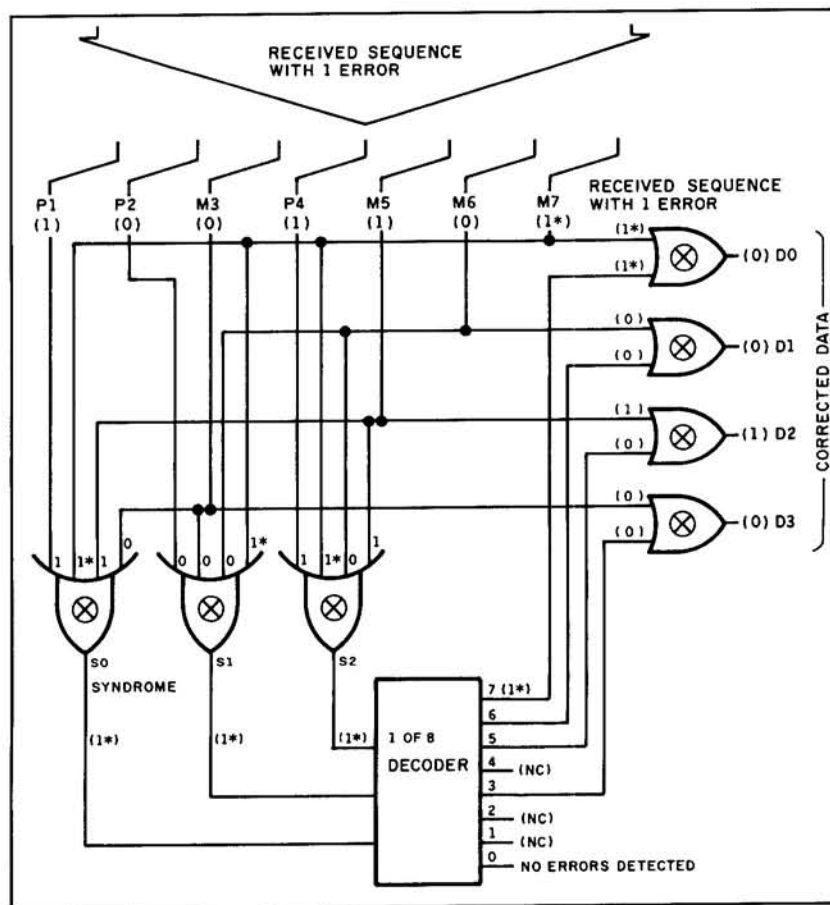 RECEIVED SEQUENCE
WITH 1 ERROR
P1 P2 M3 P4 M5 M6 M7
(1) (0) (0) (1) (1) (0) (1*)
RECEIVED SEQUENCE
WITH 1 ERROR
(1*)
(1*)
(0) D0
(0)
(0)
(0) D1
(1)
(0)
(1) D2
(0)
(0)
(0) D3
CORRECTED DATA
1 1* 1 0
0 0 0 1*
1 1* 0 1
S0 S1 S2
SYNDROME
(1*) (1*) (1*)
1 OF 8
DECODER
7 (1*)
6
5
4 (NC)
3
2 (NC)
1 (NC)
0 NO ERRORS DETECTED